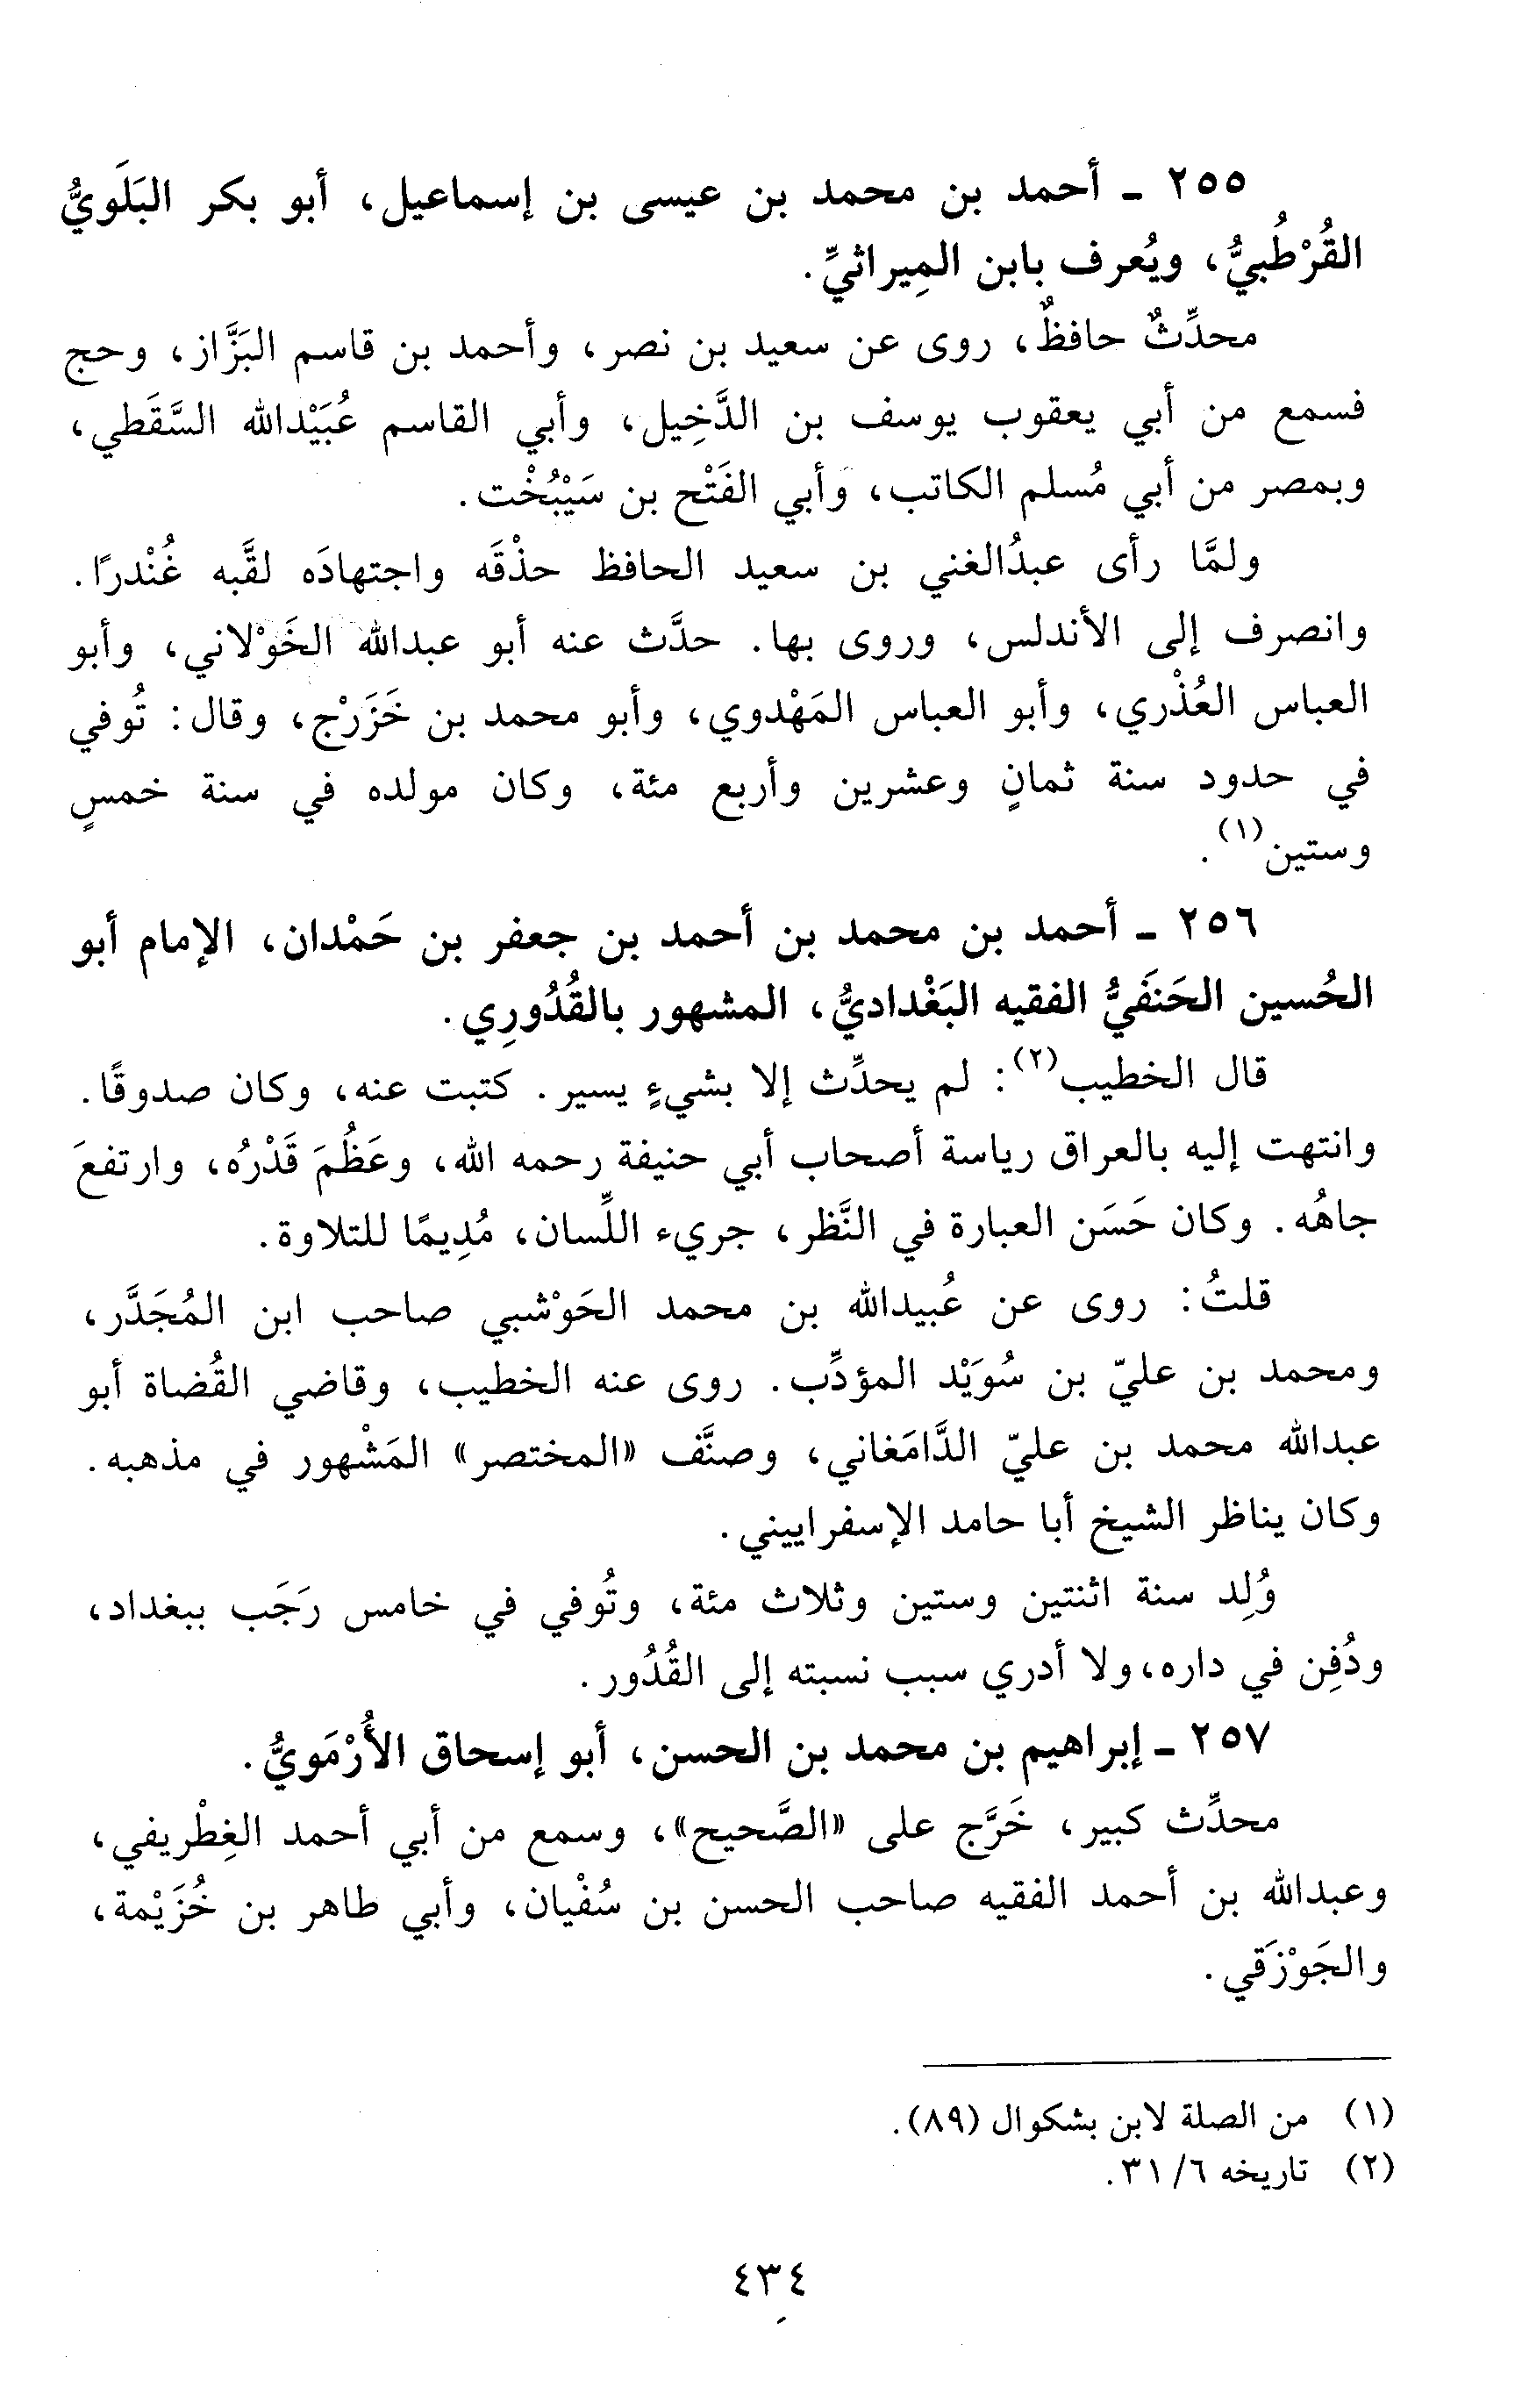 ٢٥٥ ـ أحمد بن محمد بن عيسى بن إسماعيل، أبو بكر البَلَويُّ
القُرْطُبيُّ، ويُعرف بابن المِيراثيِّ.
محدِّثٌ حافظٌ، روى عن سعيد بن نصر، وأحمد بن قاسم البَزَّاز، وحج
فسمع من أبي يعقوب يوسف بن الدَّخِيل، وأبي القاسم عُبَيْدالله السَّقَطي،
وبمصر من أبي مُسلم الكاتب، وأبي الفَتْح بن سَيْبُخْت.
ولمَّا رأى عبدُالغني بن سعيد الحافظ حذْقَه واجتهادَه لقَّبه غُنْدرًا.
وانصرف إلى الأندلس، وروى بها. حدَّث عنه أبو عبدالله الخَوْلاني، وأبو
العباس العُذْري، وأبو العباس المَهْدوي، وأبو محمد بن خَزَرْج، وقال: تُوفي
في حدود سنة ثمانٍ وعشرين وأربع مئة، وكان مولده في سنة خمسٍ
وستين(١).
٢٥٦ ـ أحمد بن محمد بن أحمد بن جعفر بن حَمْدان، الإمام أبو
الحُسين الحَنَفيُّ الفقيه البَغْداديُّ، المشهور بالقُدُورِي.
قال الخطيب(٢): لم يحدِّث إلا بشيءٍ يسير. كتبت عنه، وكان صدوقًا.
وانتهت إليه بالعراق رياسة أصحاب أبي حنيفة رحمه الله، وعَظُمَ قَدْرُه، وارتفعَ
جاهُه. وكان حَسَن العبارة في النَّظر، جريء اللِّسان، مُدِيمًا للتلاوة.
قلتُ: روى عن عُبيدالله بن محمد الحَوْشبي صاحب ابن المُجَدَّر،
ومحمد بن عليّ بن سُوَيْد المؤدِّب. روى عنه الخطيب، وقاضي القُضاة أبو
عبدالله محمد بن عليّ الدَّامَغاني، وصنَّف «المختصر» المَشْهور في مذهبه.
وكان يناظر الشيخ أبا حامد الإسفراييني.
وُلِد سنة اثنتين وستين وثلاث مئة، وتُوفي في خامس رَجَب ببغداد،
ودُفِن في داره، ولا أدري سبب نسبته إلى القُدُور.
٢٥٧ ـ إبراهيم بن محمد بن الحسن، أبو إسحاق الأُرْمَويُّ.
محدِّث كبير، خَرَّج على «الصَّحيح»، وسمع من أبي أحمد الغِطْريفي،
وعبدالله بن أحمد الفقيه صاحب الحسن بن سُفْيان، وأبي طاهر بن خُزَيْمة،
والجَوْزَقي.
(١) من الصلة لابن بشكوال (٨٩).
(٢) تاريخه ٦/ ٣١.
٤٣٤